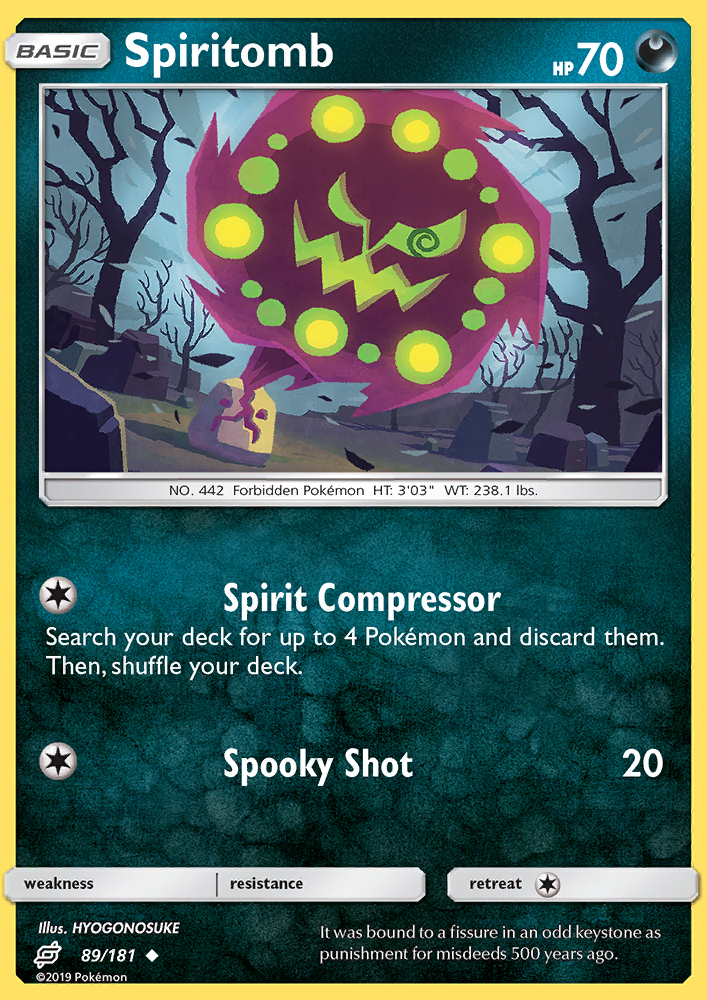 BASIC Spiritomb HP70
NO. 442 Forbidden Pokémon HT: 3'03" WT: 238.1 lbs.
Spirit Compressor
Search your deck for up to 4 Pokémon and discard them.
Then, shuffle your deck.
Spooky Shot 20
weakness resistance retreat
Illus. HYOGONOSUKE
89/181
©2019 Pokémon
It was bound to a fissure in an odd keystone as
punishment for misdeeds 500 years ago.